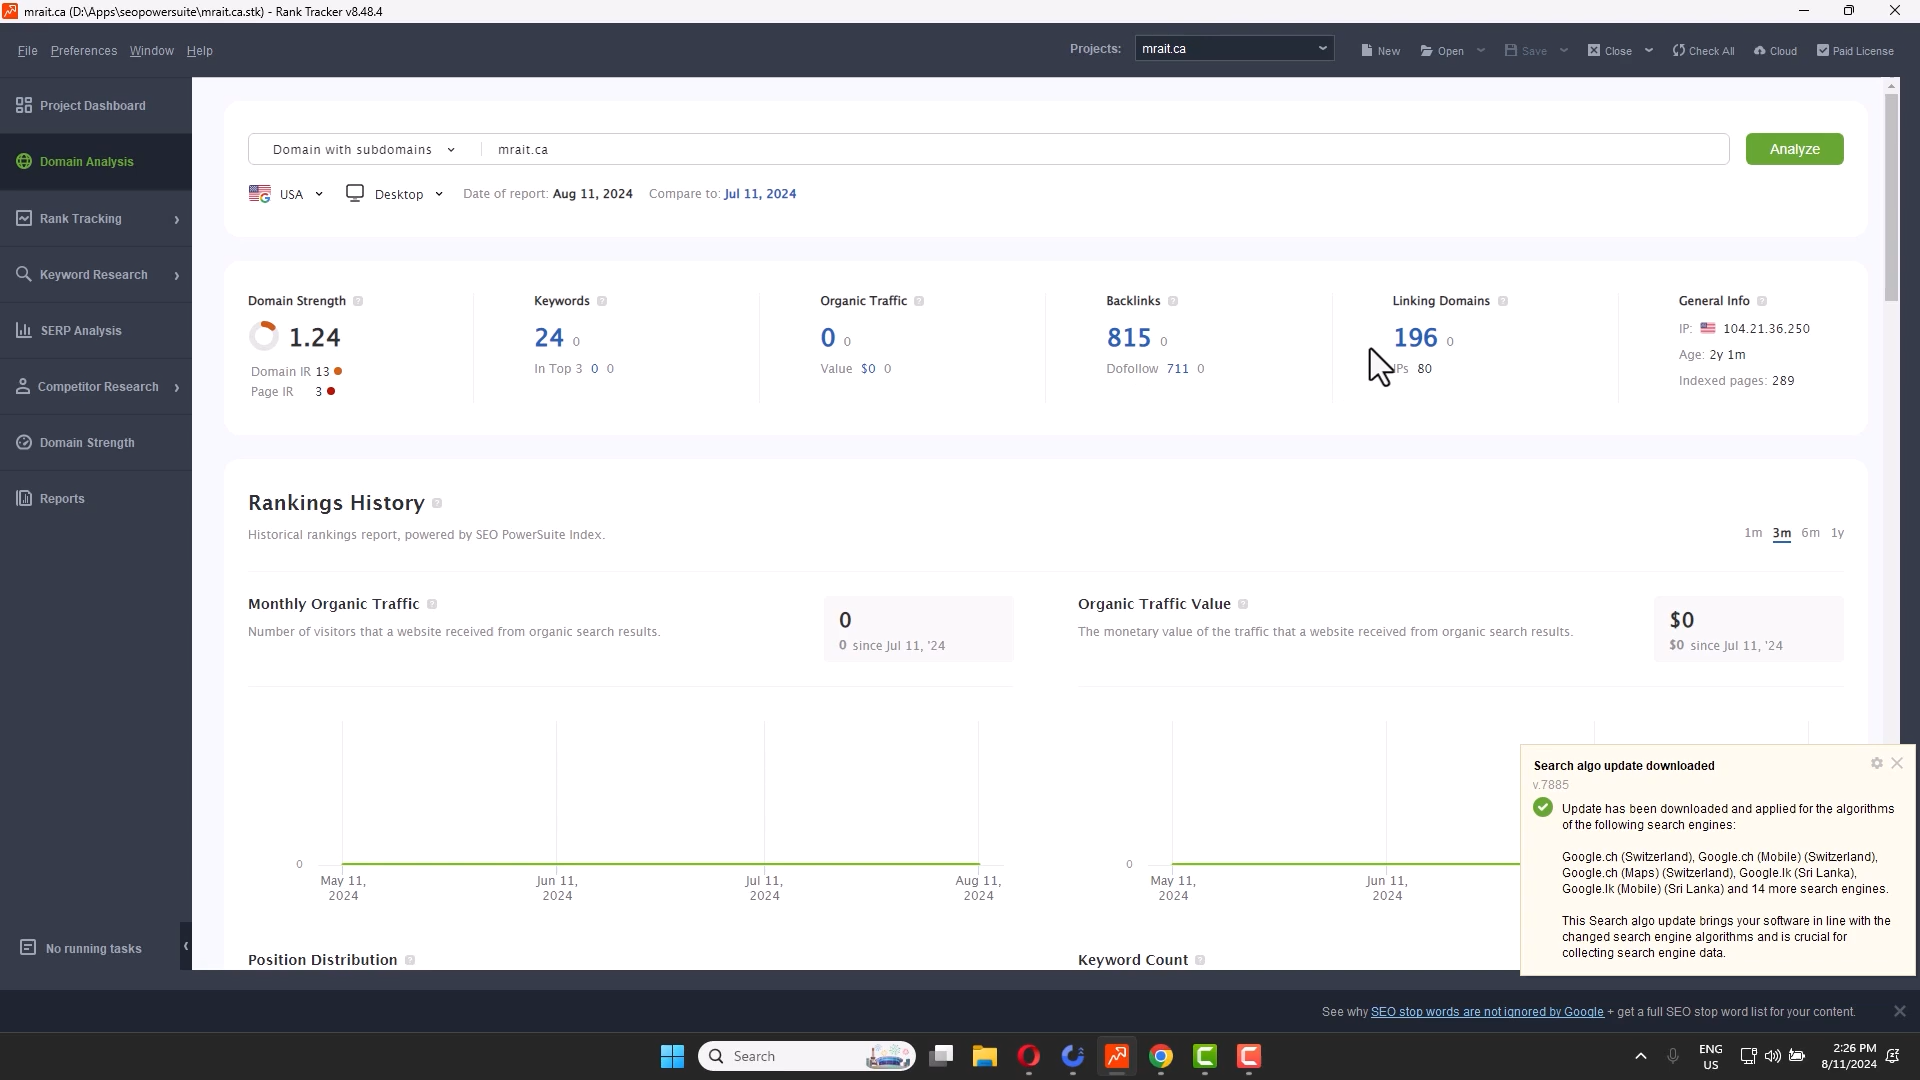 mrait.ca (D:\Apps\seopowersuite\mrait.ca.stk) - Rank Tracker v8.48.4
File Preferences Window Help
Projects: mrait.ca New Open Save Close Check All Cloud Paid License
Project Dashboard
Domain Analysis
Rank Tracking
Keyword Research
SERP Analysis
Competitor Research
Domain Strength
Reports
No running tasks
Domain with subdomains mrait.ca Analyze
USA Desktop Date of report: Aug 11, 2024 Compare to: Jul 11, 2024
Domain Strength ?
1.24
Domain IR 13
Page IR 3
Keywords ?
24 0
In Top 3 0 0
Organic Traffic ?
0 0
Value $0 0
Backlinks ?
815 0
Dofollow 711 0
Linking Domains ?
196 0
IPs 80
General Info ?
IP: 104.21.36.250
Age: 2y 1m
Indexed pages: 289
Rankings History ?
Historical rankings report, powered by SEO PowerSuite Index.
1m 3m 6m 1y
Monthly Organic Traffic ?
Number of visitors that a website received from organic search results.
0
0 since Jul 11, '24
0
May 11, 2024
Jun 11, 2024
Jul 11, 2024
Aug 11, 2024
Organic Traffic Value ?
The monetary value of the traffic that a website received from organic search results.
$0
$0 since Jul 11, '24
0
May 11, 2024
Jun 11, 2024
Position Distribution ?
Keyword Count ?
Search algo update downloaded
v.7885
Update has been downloaded and applied for the algorithms
of the following search engines:
Google.ch (Switzerland), Google.ch (Mobile) (Switzerland),
Google.ch (Maps) (Switzerland), Google.lk (Sri Lanka),
Google.lk (Mobile) (Sri Lanka) and 14 more search engines.
This Search algo update brings your software in line with the
changed search engine algorithms and is crucial for
collecting search engine data.
See why SEO stop words are not ignored by Google + get a full SEO stop word list for your content.
Search
ENG
US
2:26 PM
8/11/2024